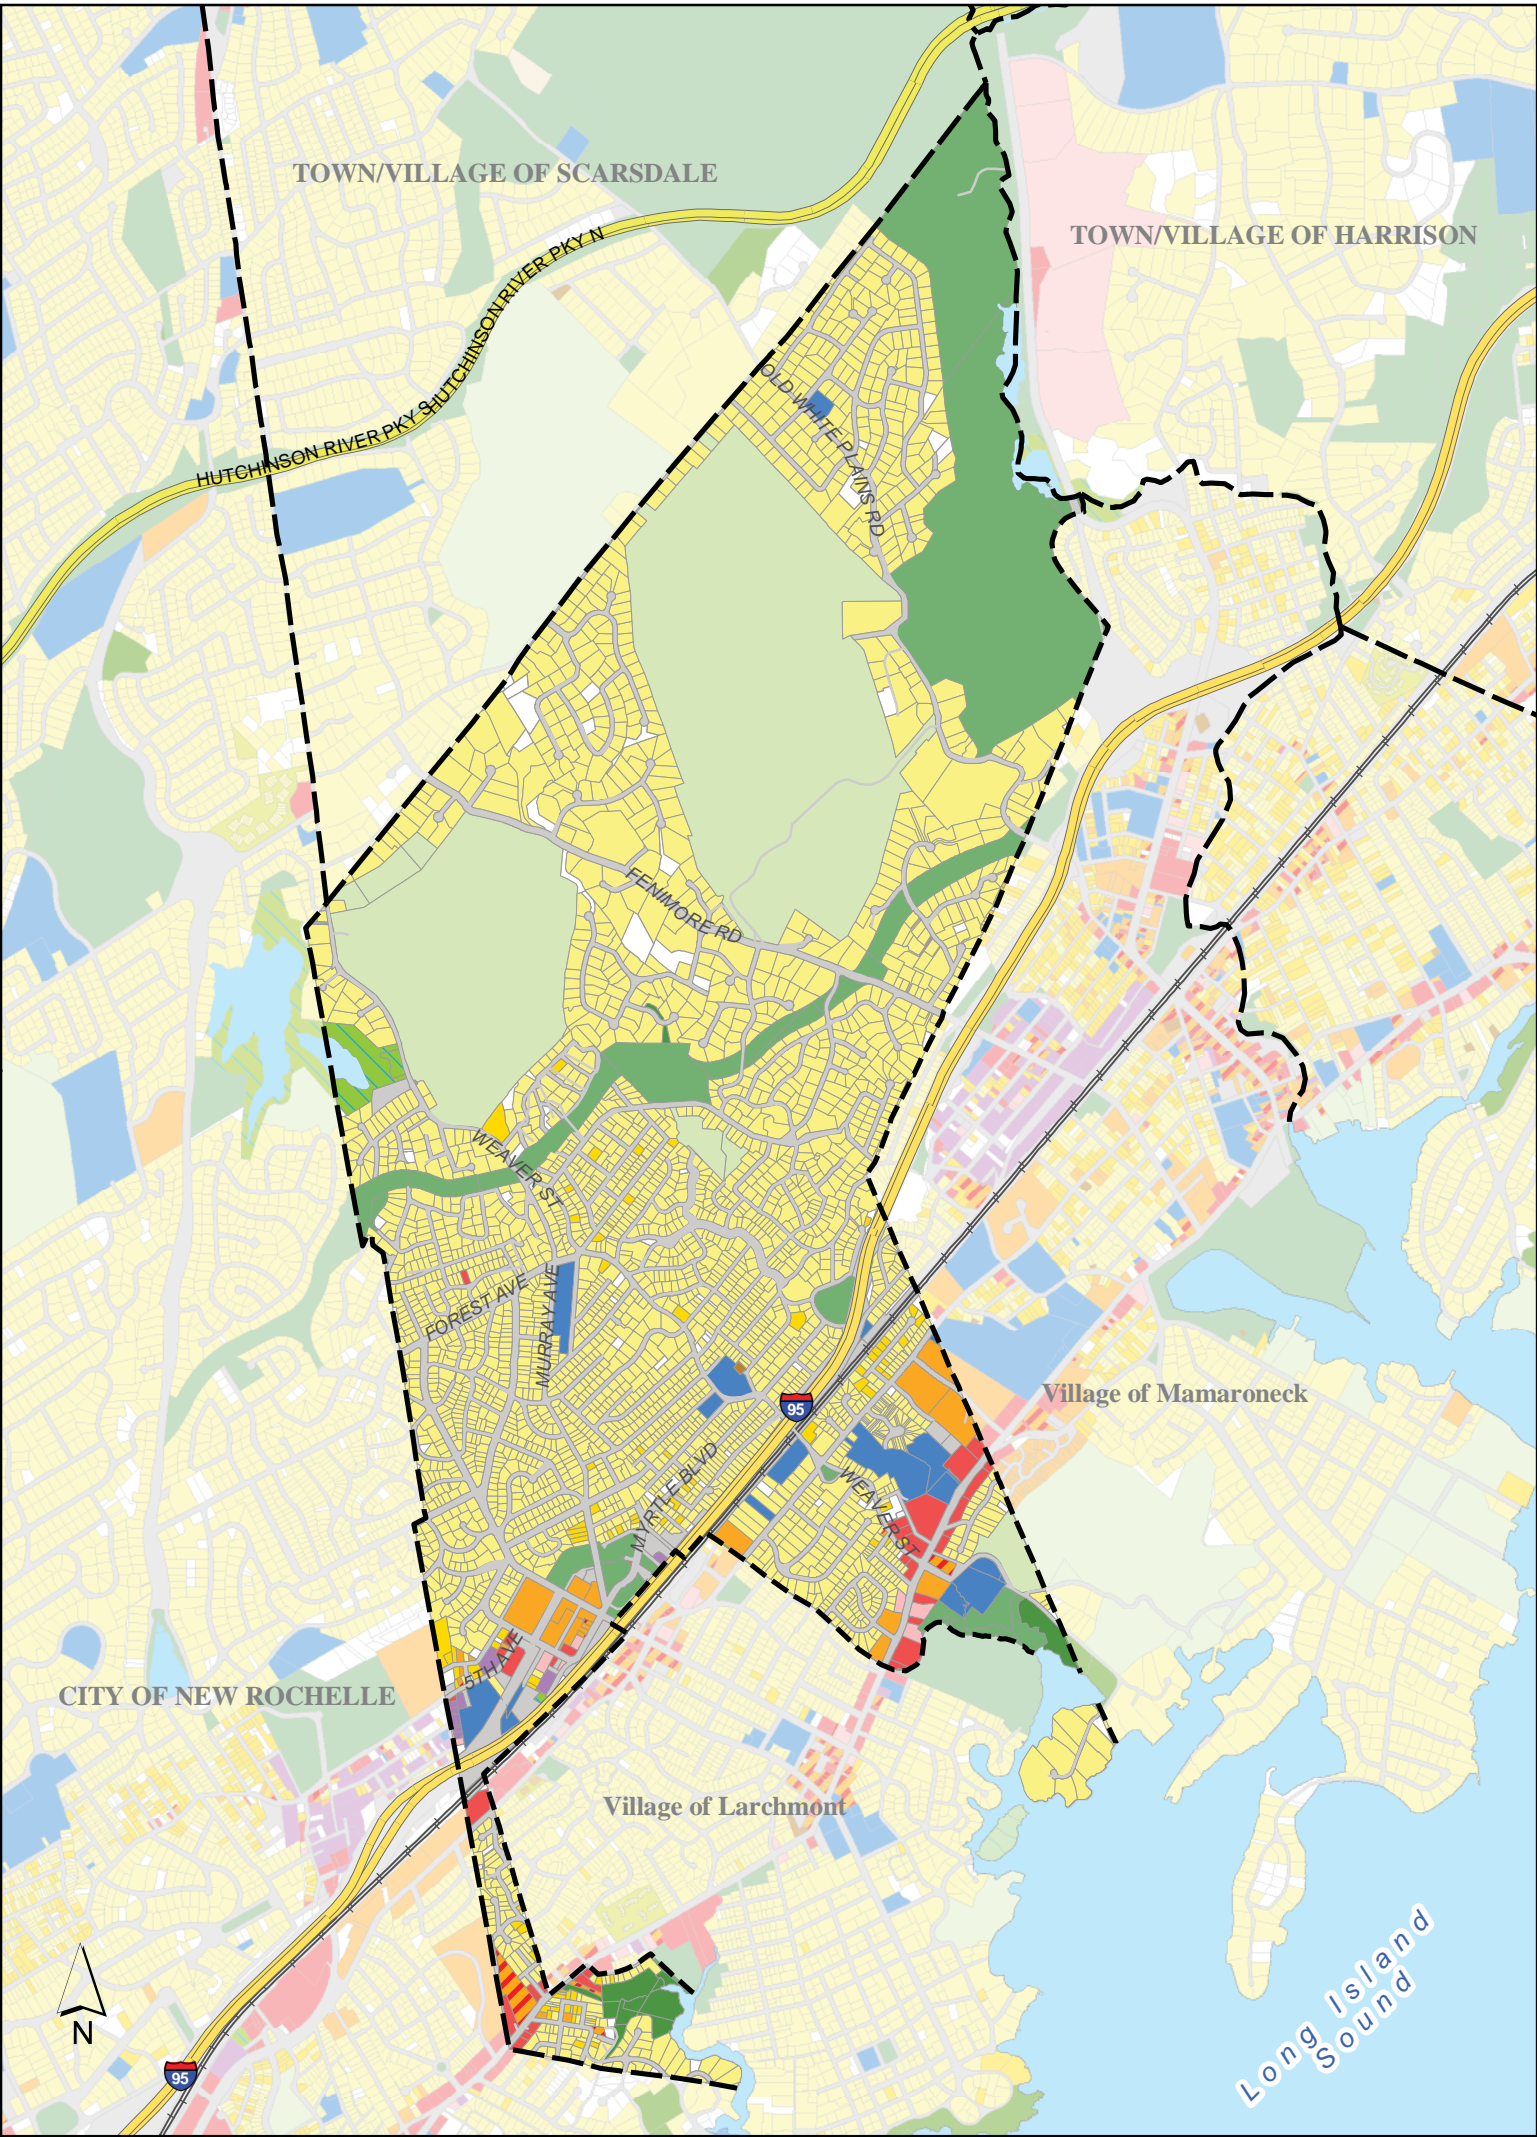 TOWN/VILLAGE OF SCARSDALE
TOWN/VILLAGE OF HARRISON
HUTCHINSON RIVER PKY N
HUTCHINSON RIVER PKY S
OLD WHITE PLAINS RD
FENIMORE RD
WEAVER ST
FOREST AVE
MURRAY AVE
95
Village of Mamaroneck
MYRTLE BLVD
WEAVER ST
5TH AVE
CITY OF NEW ROCHELLE
Village of Larchmont
Long Island
Sound
N
95